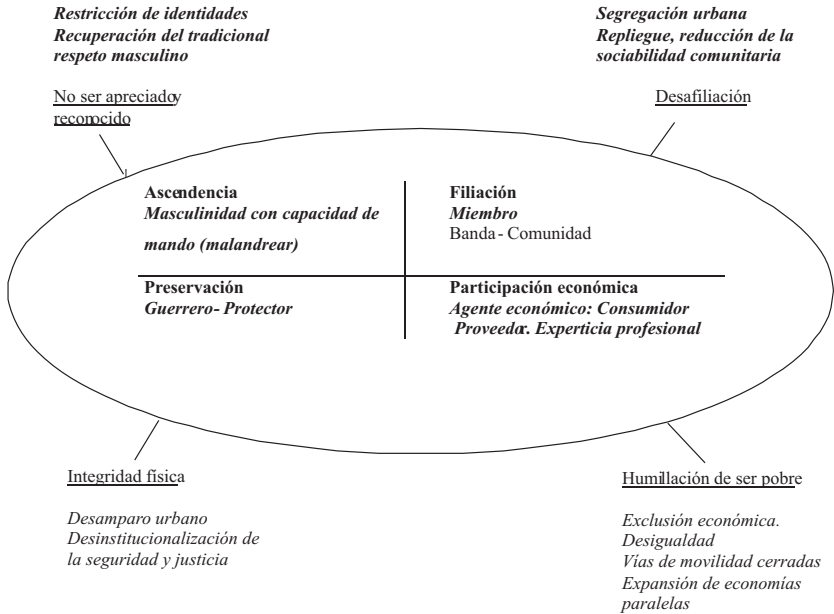 Restricción de identidades
Recuperación del tradicional
respeto masculino
No ser apreciado y
reconocido
Segregación urbana
Repliegue, reducción de la
sociabilidad comunitaria
Desafiliación
Ascendencia
Masculinidad con capacidad de
mando (malandrear)
Filiación
Miembro
Banda - Comunidad
Preservación
Guerrero- Protector
Participación económica
Agente económico: Consumidor
Proveedor. Experticia profesional
Integridad física
Desamparo urbano
Desinstitucionalización de
la seguridad y justicia
Humillación de ser pobre
Exclusión económica.
Desigualdad
Vías de movilidad cerradas
Expansión de economías
paralelas